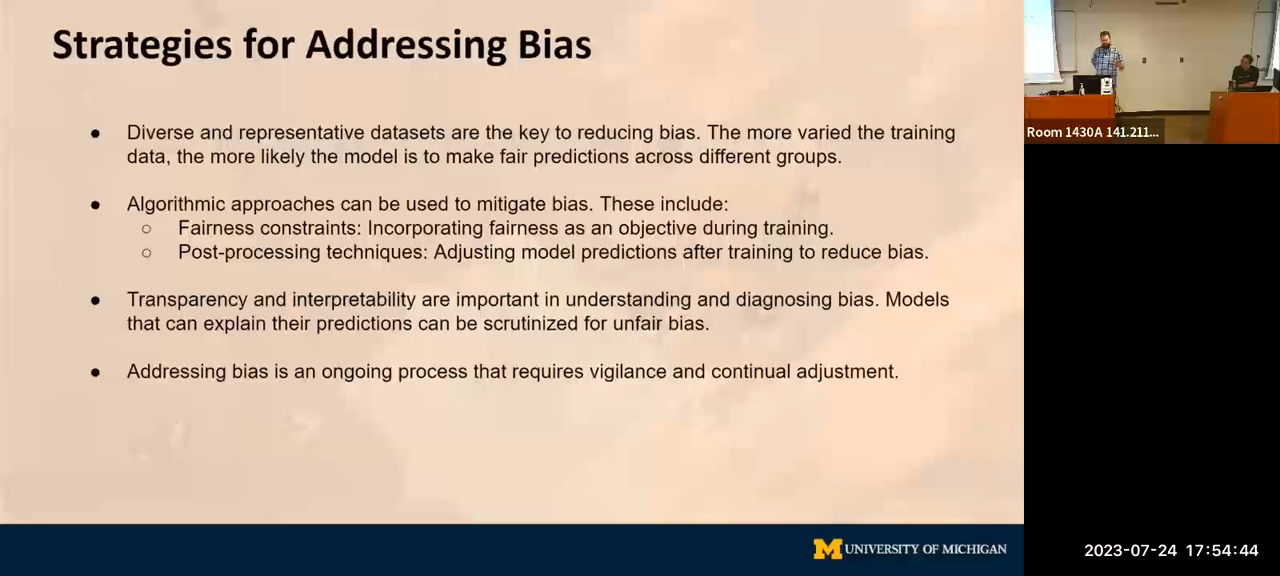 Strategies for Addressing Bias
● Diverse and representative datasets are the key to reducing bias. The more varied the training
data, the more likely the model is to make fair predictions across different groups.
● Algorithmic approaches can be used to mitigate bias. These include:
○ Fairness constraints: Incorporating fairness as an objective during training.
○ Post-processing techniques: Adjusting model predictions after training to reduce bias.
● Transparency and interpretability are important in understanding and diagnosing bias. Models
that can explain their predictions can be scrutinized for unfair bias.
● Addressing bias is an ongoing process that requires vigilance and continual adjustment.
M UNIVERSITY OF MICHIGAN
Room 1430A 141.211...
2023-07-24 17:54:44